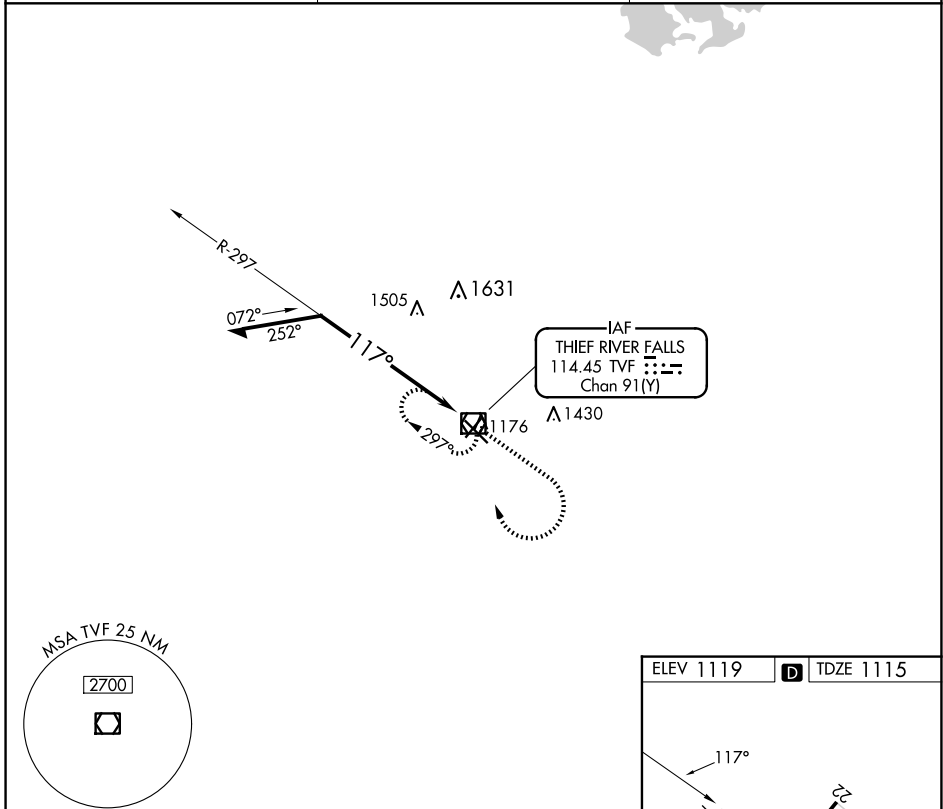 R-297
072°
252°
1505
1631
117°
IAF
THIEF RIVER FALLS
114.45 TVF
Chan 91(Y)
1430
1176
297°
MSA TVF 25 NM
2700
ELEV 1119
D
TDZE 1115
117°
22